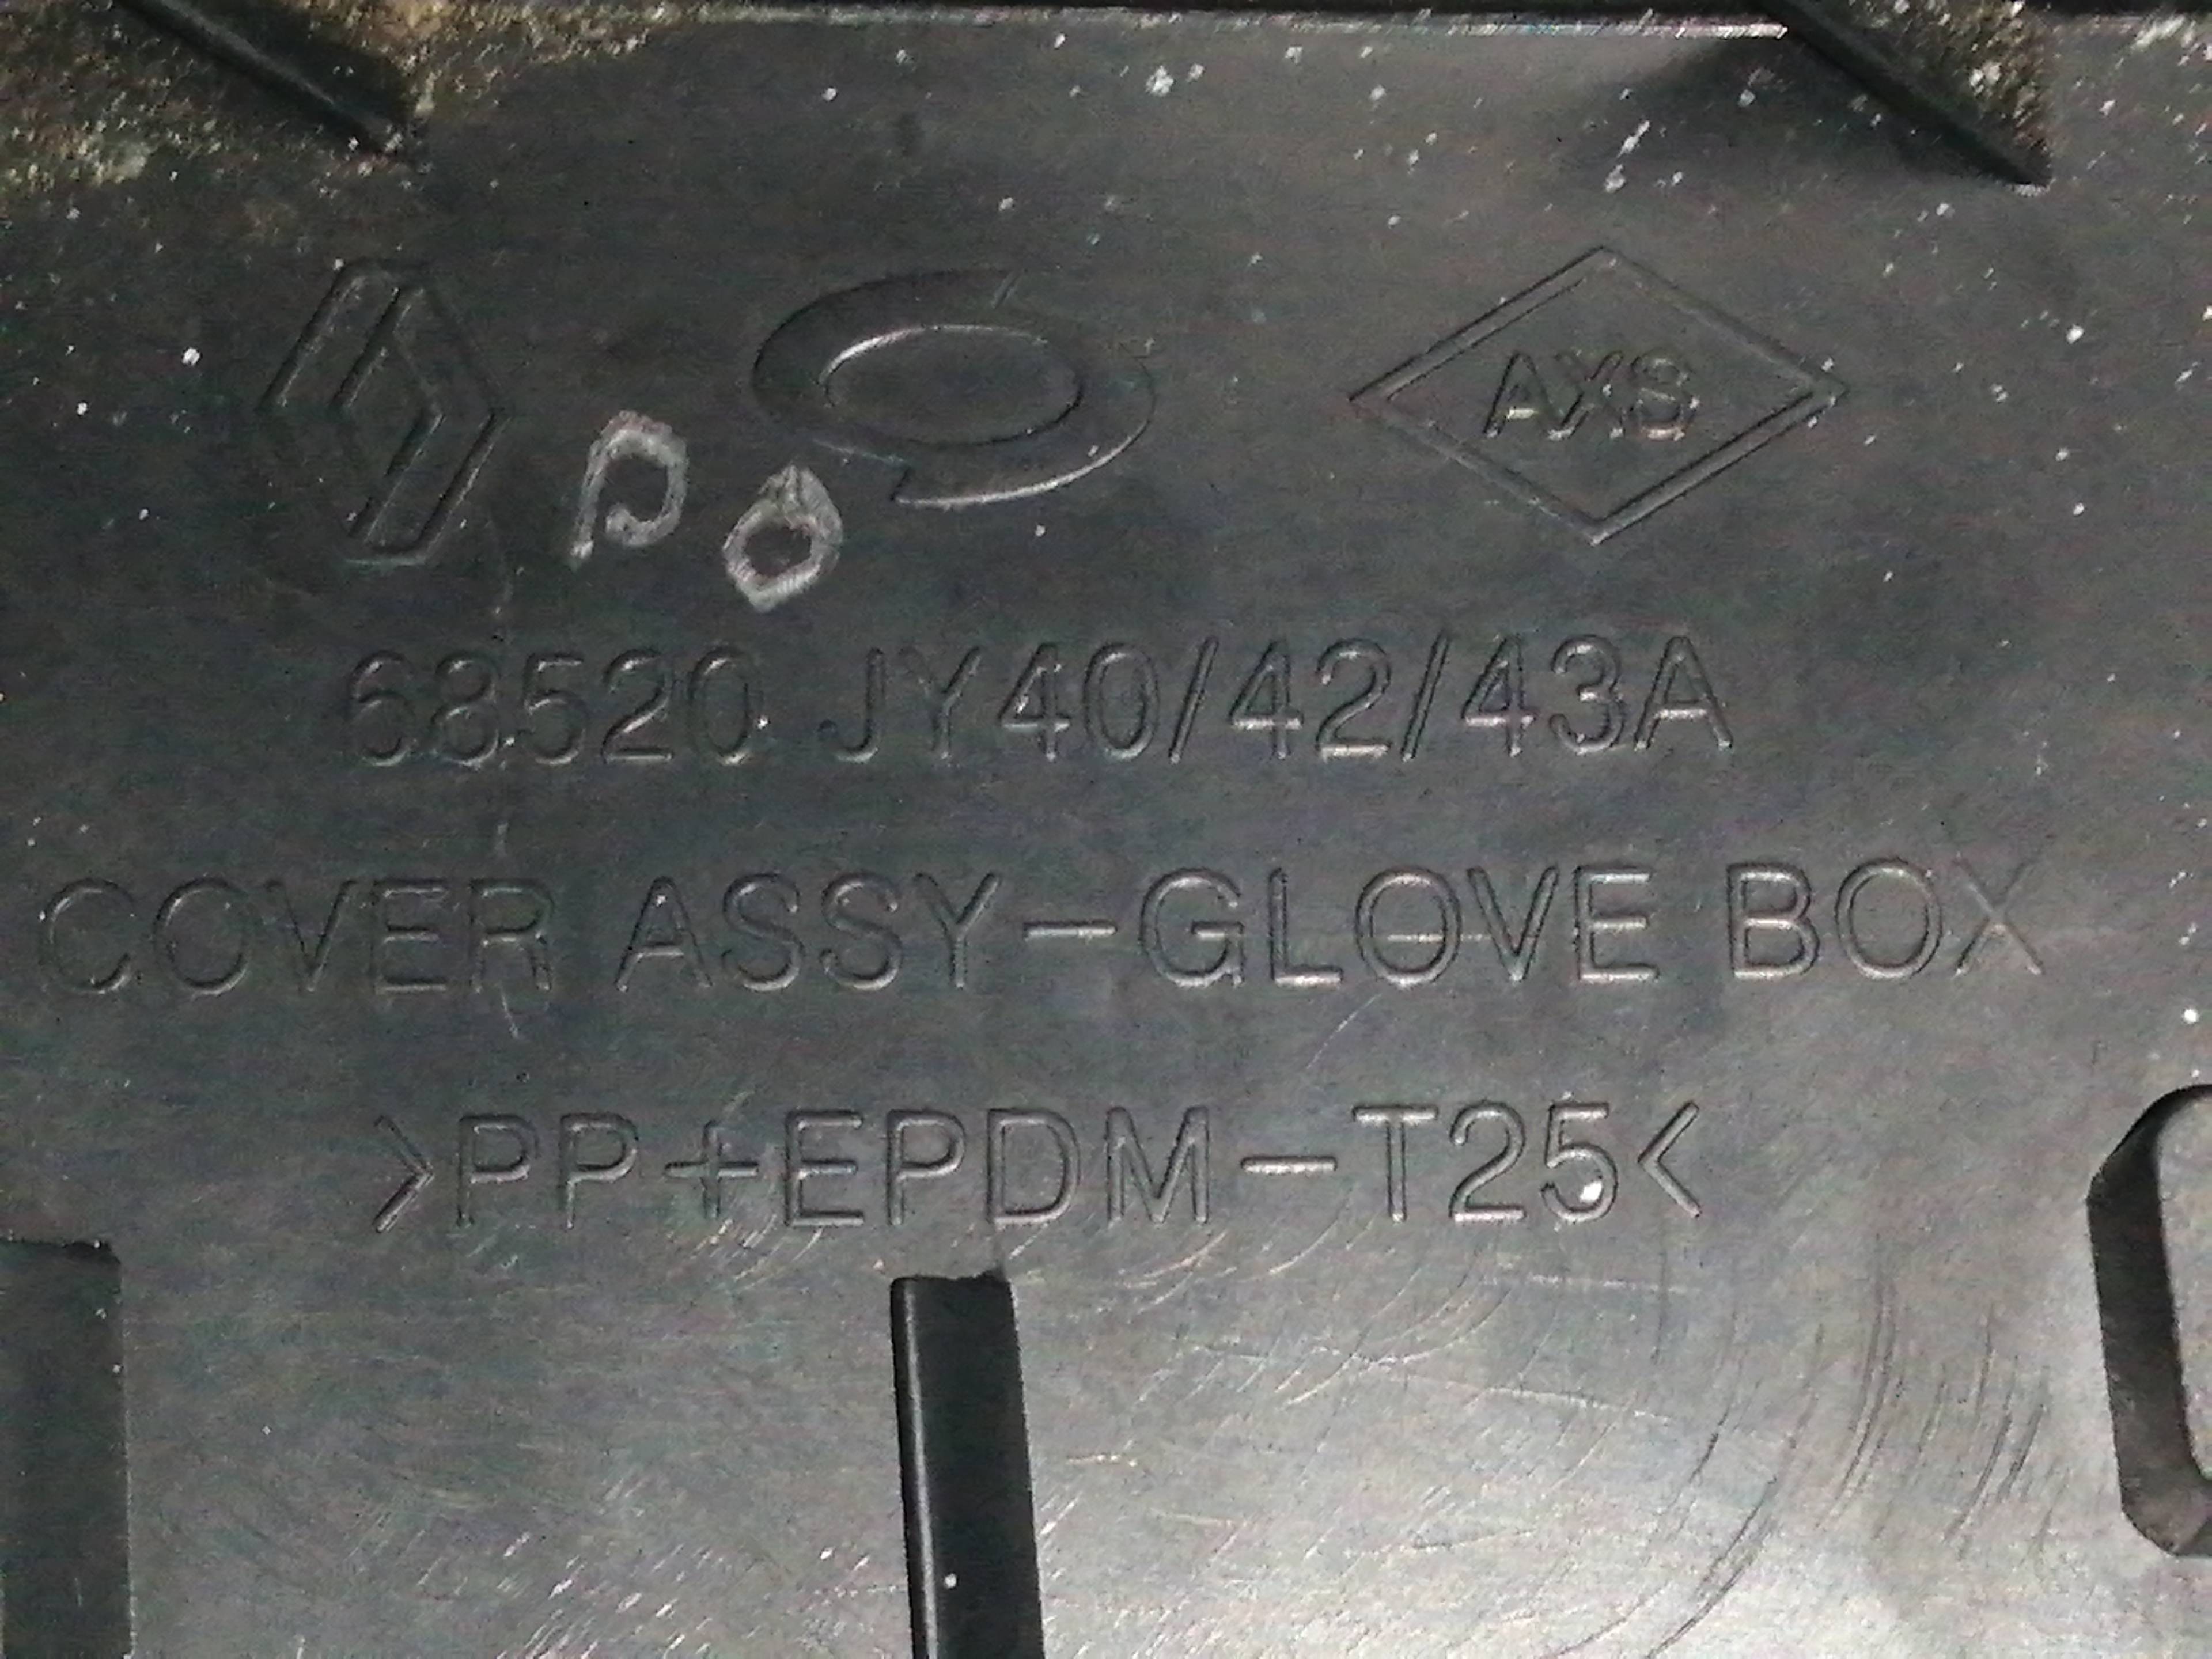 AXS
68520 JY40/42/43A
COVER ASSY-GLOVE BOX
>PP+EPDM-T25<